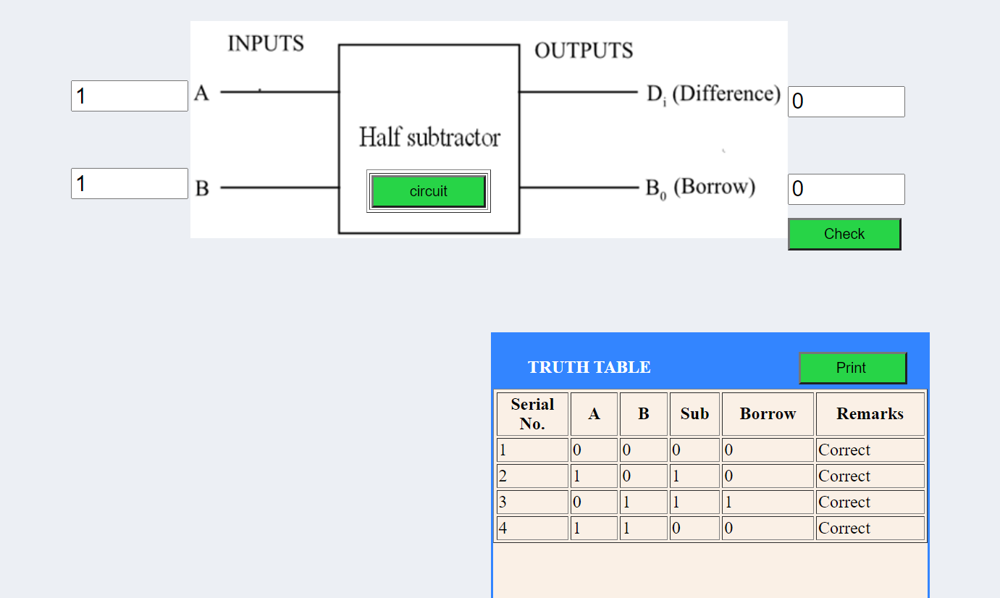 INPUTS
OUTPUTS
1 A
Di (Difference) 0
Half subtractor
1 B
circuit
B0 (Borrow) 0
Check
TRUTH TABLE
Print
Serial No. A B Sub Borrow Remarks
1 0 0 0 0 Correct
2 1 0 1 0 Correct
3 0 1 1 1 Correct
4 1 1 0 0 Correct